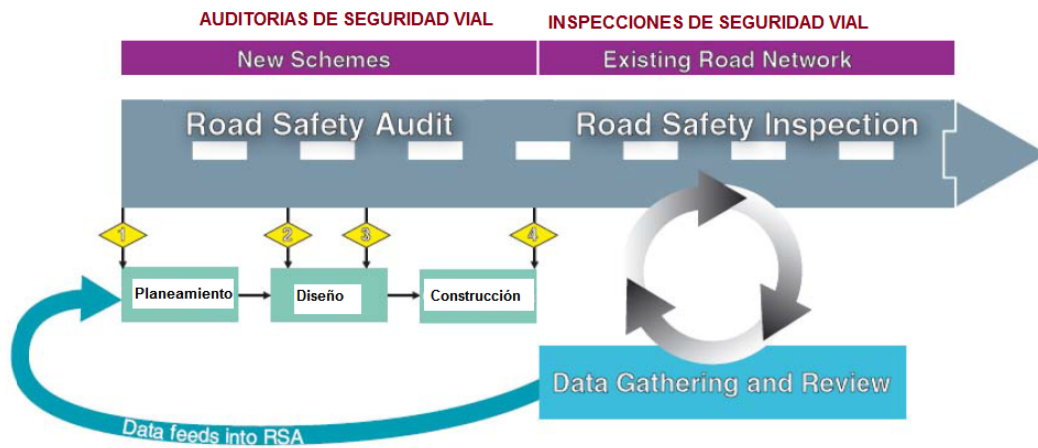 AUDITORIAS DE SEGURIDAD VIAL
INSPECCIONES DE SEGURIDAD VIAL
New Schemes
Existing Road Network
Road Safety Audit
Road Safety Inspection
1
2
3
4
Planeamiento
Diseño
Construcción
Data Gathering and Review
Data feeds into RSA